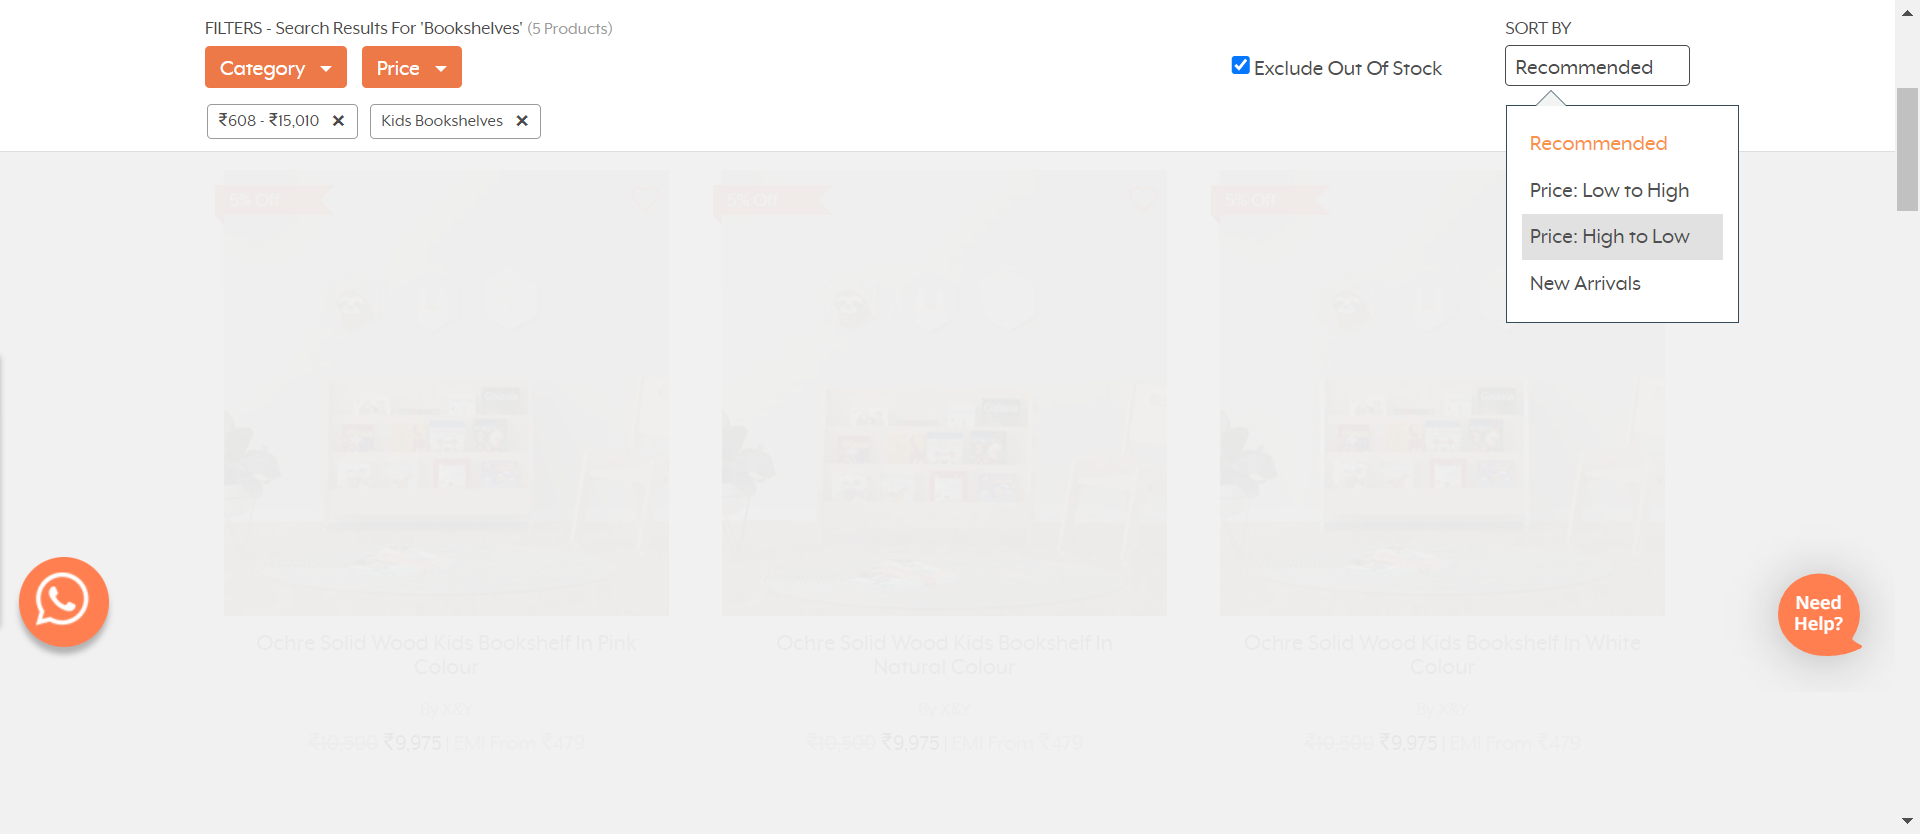 FILTERS - Search Results For 'Bookshelves' (5 Products)
SORT BY
Category
Price
Exclude Out Of Stock
Recommended
₹608 - ₹15,010 ✕
Kids Bookshelves ✕
Recommended
Price: Low to High
Price: High to Low
New Arrivals
5% Off
5% Off
5% Off
Need
Help?
Ochre Solid Wood Kids Bookshelf In Pink
Colour
By X&Y
₹10,500 ₹9,975 | EMI From ₹479
Ochre Solid Wood Kids Bookshelf In
Natural Colour
By X&Y
₹10,500 ₹9,975 | EMI From ₹479
Ochre Solid Wood Kids Bookshelf In White
Colour
By X&Y
₹10,500 ₹9,975 | EMI From ₹479